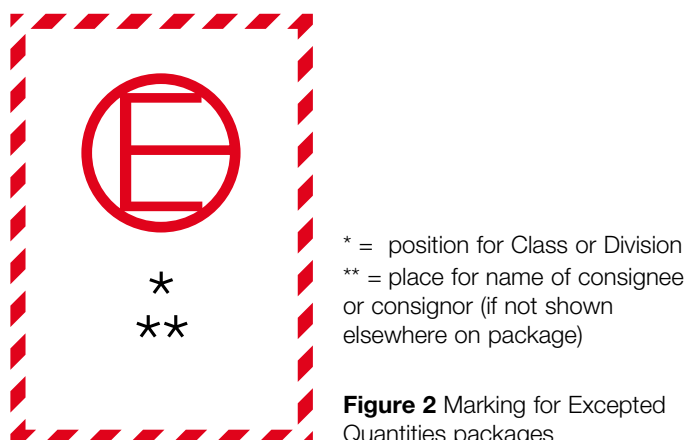 E
*
**
* = position for Class or Division
** = place for name of consignee
or consignor (if not shown
elsewhere on package)
Figure 2 Marking for Excepted
Quantities packages